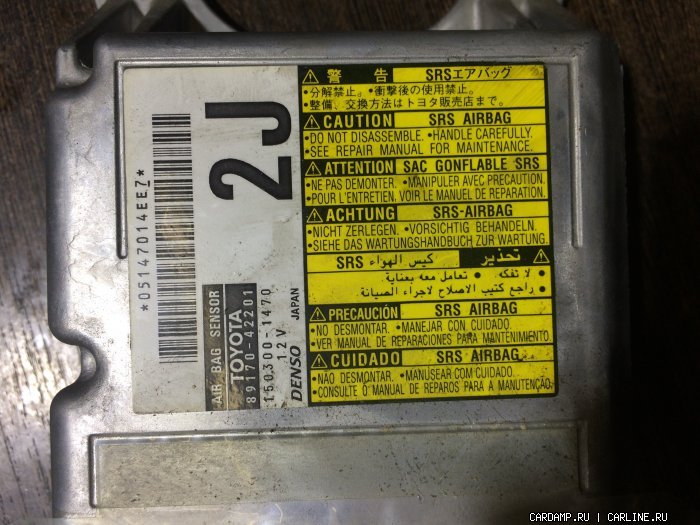 *05147014EE7*
2J
AIR BAG SENSOR
TOYOTA
89170-42201
150300-1470
12V
DENSO JAPAN
警告 SRSエアバッグ
・分解禁止。・衝撃後の使用禁止。
・整備、交換方法はトヨタ販売店まで。
CAUTION SRS AIRBAG
•DO NOT DISASSEMBLE. •HANDLE CAREFULLY.
•SEE REPAIR MANUAL FOR MAINTENANCE.
ATTENTION SAC GONFLABLE SRS
•NE PAS DEMONTER. •MANIPULER AVEC PRECAUTION.
•POUR L'ENTRETIEN. VOIR LE MANUEL DE REPARATION.
ACHTUNG SRS-AIRBAG
•NICHT ZERLEGEN. •VORSICHTIG BEHANDELN.
•SIEHE DAS WARTUNGSHANDBUCH ZUR WARTUNG.
تحذير كيس الهواء SRS
• لا تفكه • تعامل معه بعناية.
• راجع كتيب الاصلاح لاجراء الصيانة.
PRECAUCIÓN SRS AIRBAG
•NO DESMONTAR. •MANEJAR CON CUIDADO.
•VER MANUAL DE REPARACIONES PARA MANTENIMIENTO.
CUIDADO SRS AIRBAG
•NÃO DESMONTAR. •MANUSEAR COM CUIDADO.
•CONSULTE O MANUAL DE REPAROS PARA A MANUTENÇÃO.
CARDAMP.RU | CARLINE.RU